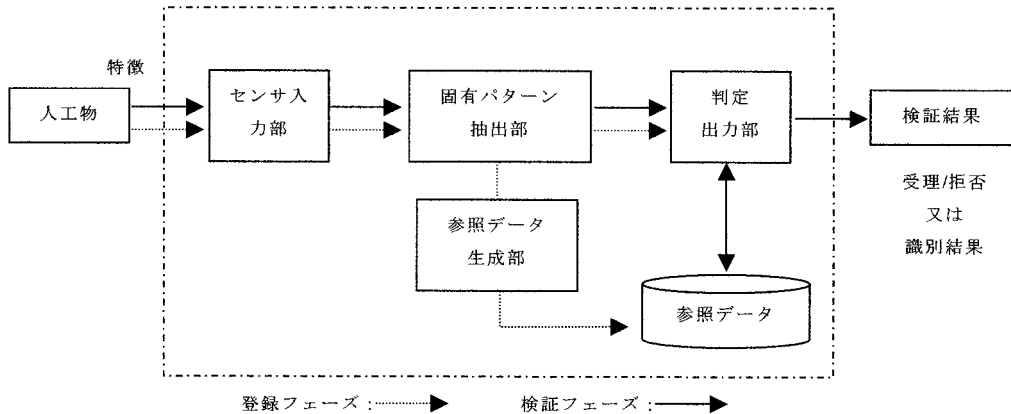 特徴
人工物
センサ入
力部
固有パターン
抽出部
判定
出力部
検証結果
受理/拒否
又は
識別結果
参照データ
生成部
参照データ
登録フェーズ:
検証フェーズ: